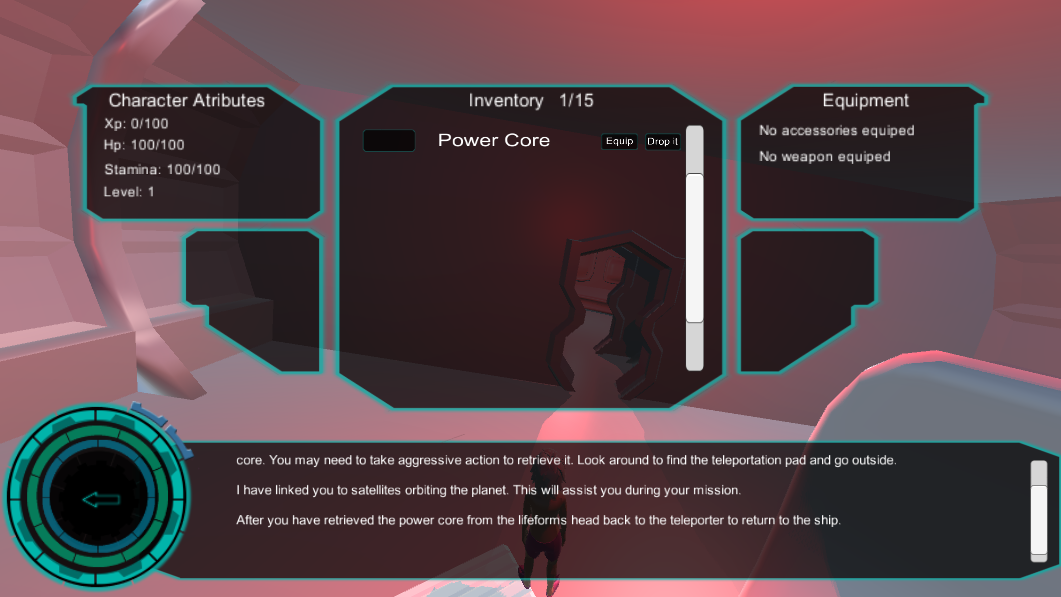 Character Atributes
Xp: 0/100
Hp: 100/100
Stamina: 100/100
Level: 1
Inventory 1/15
Power Core Equip Drop it
Equipment
No accessories equiped
No weapon equiped
core. You may need to take aggressive action to retrieve it. Look around to find the teleportation pad and go outside.
I have linked you to satellites orbiting the planet. This will assist you during your mission.
After you have retrieved the power core from the lifeforms head back to the teleporter to return to the ship.